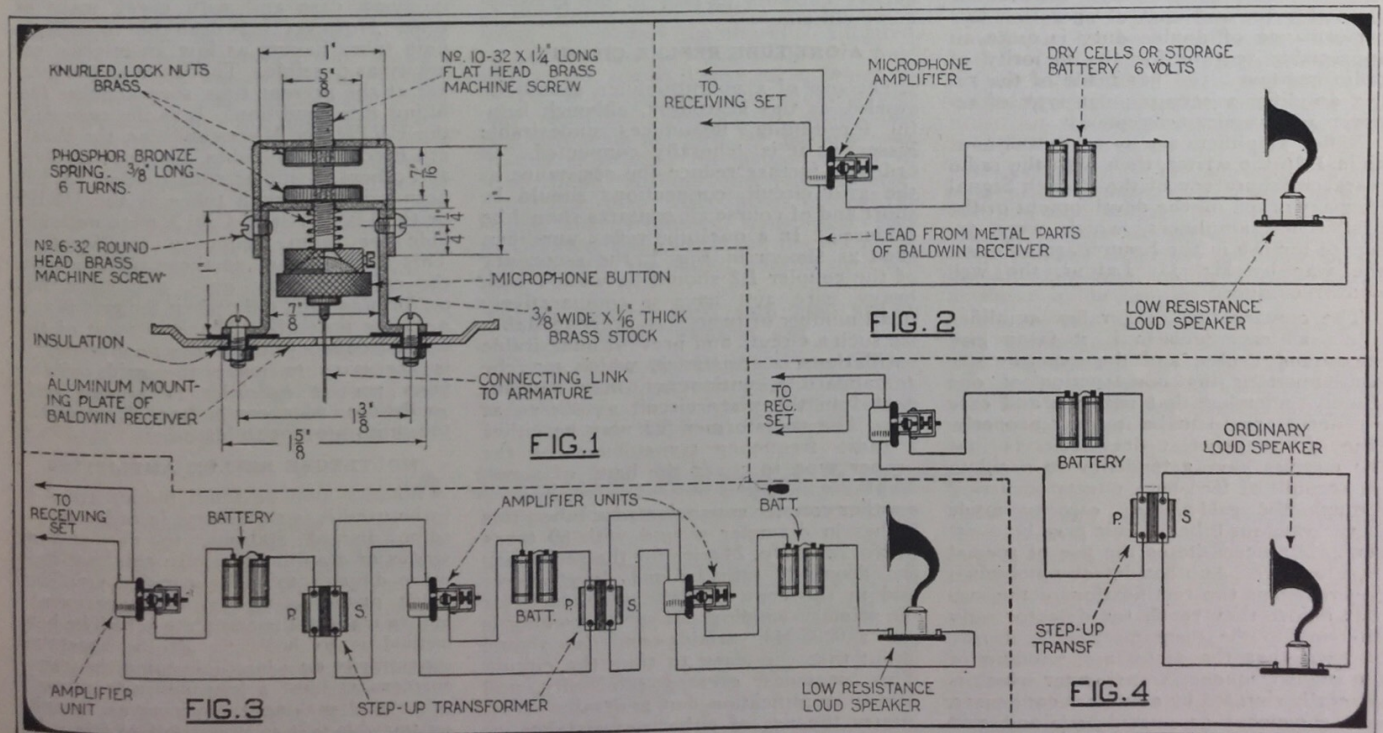 KNURLED, LOCK NUTS
BRASS
1"
5/8"
Nº. 10-32 X 1¼" LONG
FLAT HEAD BRASS
MACHINE SCREW
PHOSPHOR BRONZE
SPRING. 3/8" LONG
6 TURNS.
7/16"
1/4"
1/4"
Nº. 6-32 ROUND
HEAD BRASS
MACHINE SCREW
1"
MICROPHONE BUTTON
7/8"
3/8" WIDE X 1/16" THICK
BRASS STOCK
INSULATION
ALUMINUM MOUNT-
ING PLATE OF
BALDWIN RECEIVER
CONNECTING LINK
TO ARMATURE
1 3/8"
1 5/8"
FIG.1
TO
RECEIVING SET
MICROPHONE
AMPLIFIER
DRY CELLS OR STORAGE
BATTERY 6 VOLTS
LEAD FROM METAL PARTS
OF BALDWIN RECEIVER
LOW RESISTANCE
LOUD SPEAKER
FIG. 2
TO
RECEIVING
SET
BATTERY
AMPLIFIER UNITS
BATT.
P.
S.
BATT.
P.
S.
AMPLIFIER
UNIT
STEP-UP TRANSFORMER
LOW RESISTANCE
LOUD SPEAKER
FIG.3
TO
REC.
SET
BATTERY
ORDINARY
LOUD SPEAKER
P.
S.
STEP-UP
TRANSF
FIG.4